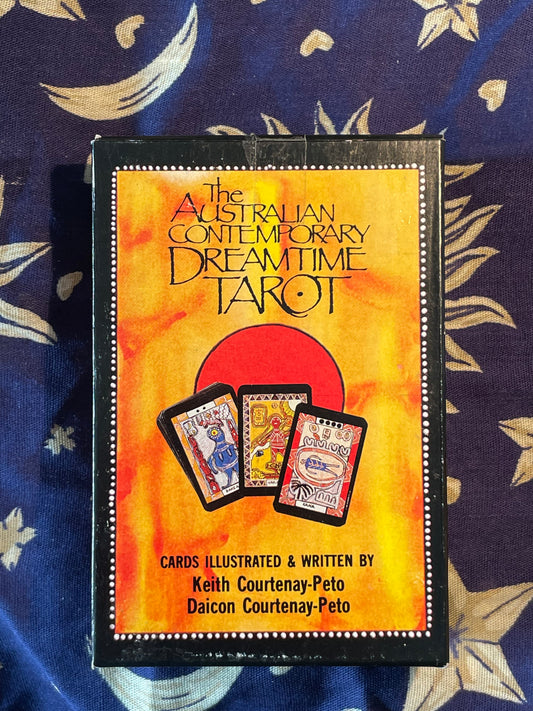 The
AUSTRALIAN
CONTEMPORARY
DREAMTIME
TAROT
CARDS ILLUSTRATED & WRITTEN BY
Keith Courtenay-Peto
Daicon Courtenay-Peto